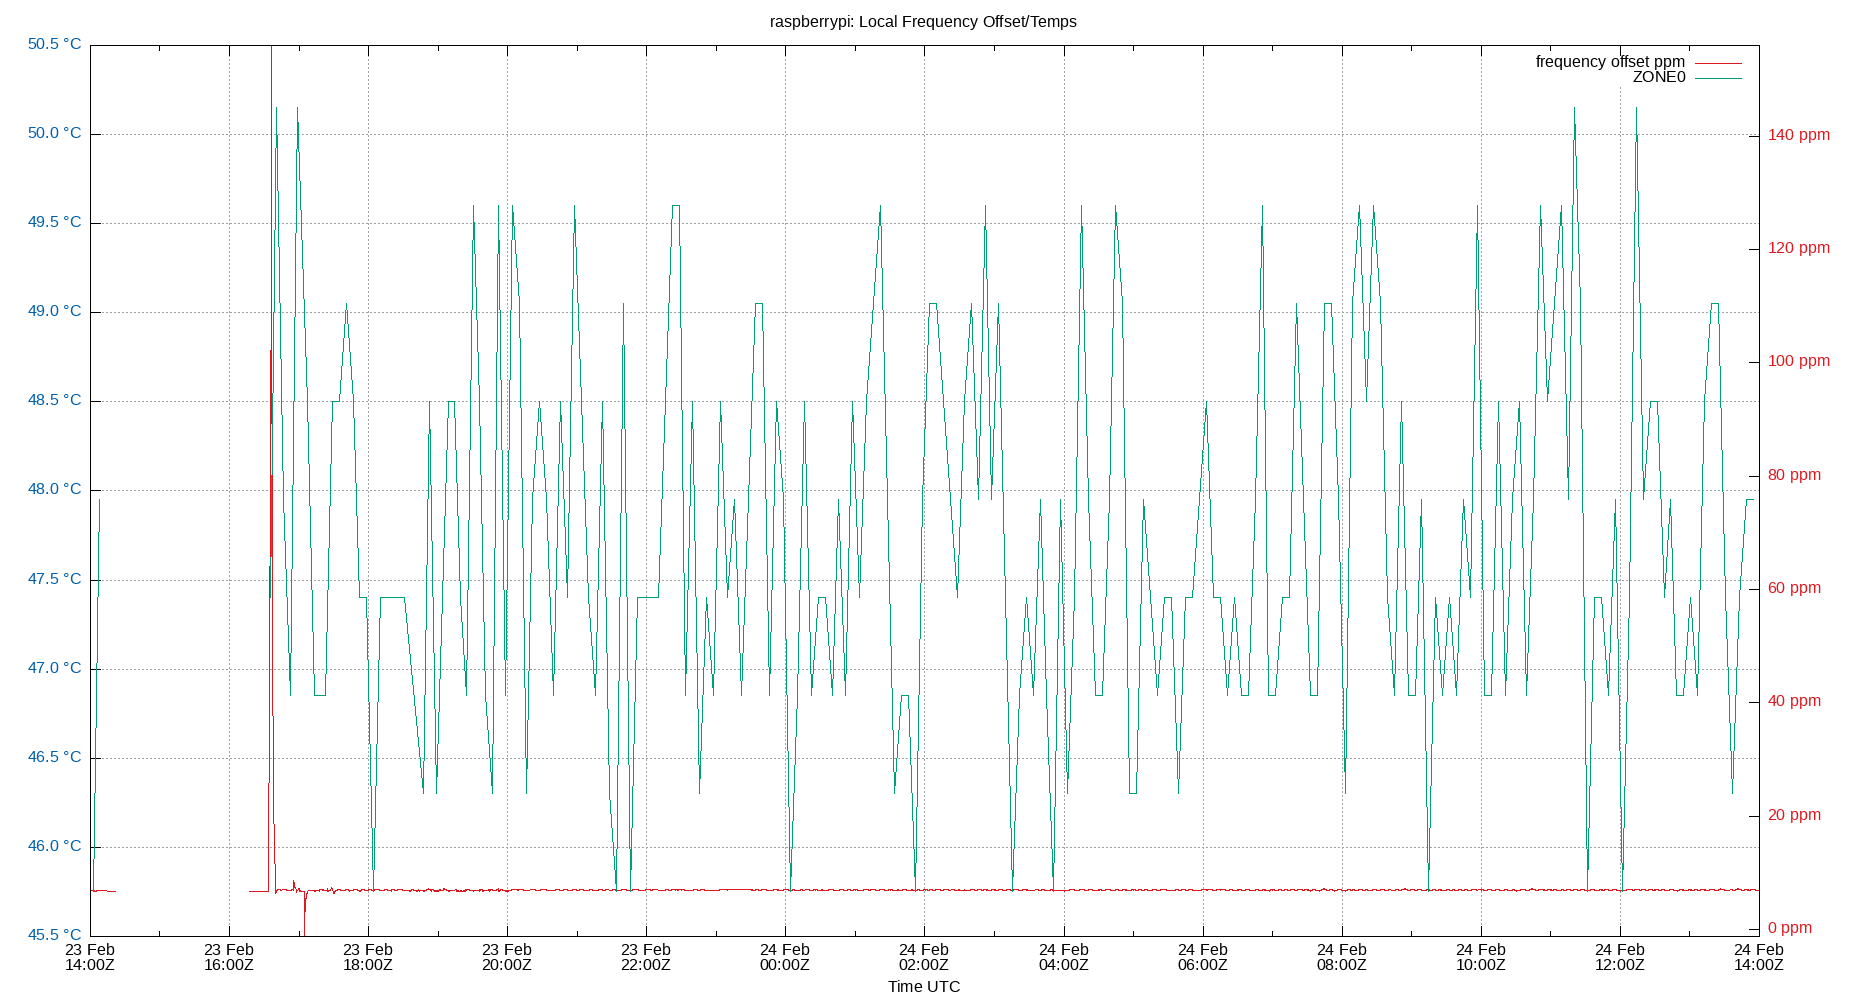 raspberrypi: Local Frequency Offset/Temps
50.5 °C
50.0 °C
49.5 °C
49.0 °C
48.5 °C
48.0 °C
47.5 °C
47.0 °C
46.5 °C
46.0 °C
45.5 °C
frequency offset ppm
ZONE0
140 ppm
120 ppm
100 ppm
80 ppm
60 ppm
40 ppm
20 ppm
0 ppm
23 Feb 23 Feb 23 Feb 23 Feb 23 Feb 24 Feb 24 Feb 24 Feb 24 Feb 24 Feb 24 Feb 24 Feb 24 Feb
14:00Z 16:00Z 18:00Z 20:00Z 22:00Z 00:00Z 02:00Z 04:00Z 06:00Z 08:00Z 10:00Z 12:00Z 14:00Z
Time UTC